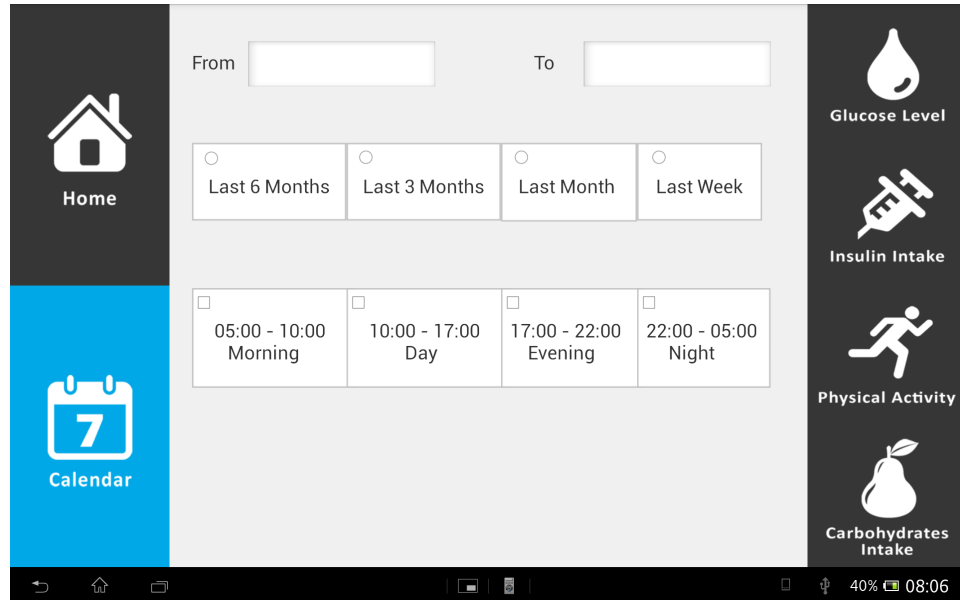 Home
7
Calendar
From
To
Last 6 Months
Last 3 Months
Last Month
Last Week
05:00 - 10:00
Morning
10:00 - 17:00
Day
17:00 - 22:00
Evening
22:00 - 05:00
Night
Glucose Level
Insulin Intake
Physical Activity
Carbohydrates
Intake
40% 08:06